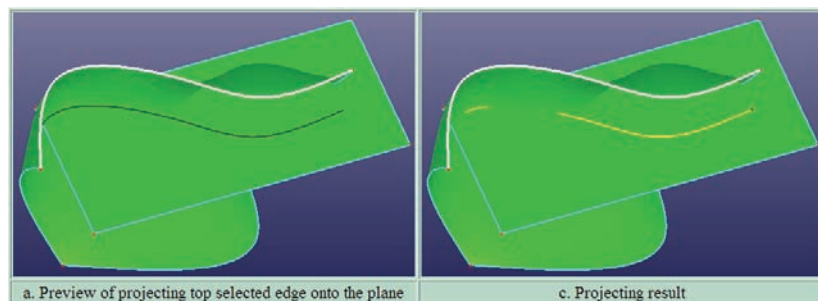 a. Preview of projecting top selected edge onto the plane
c. Projecting result